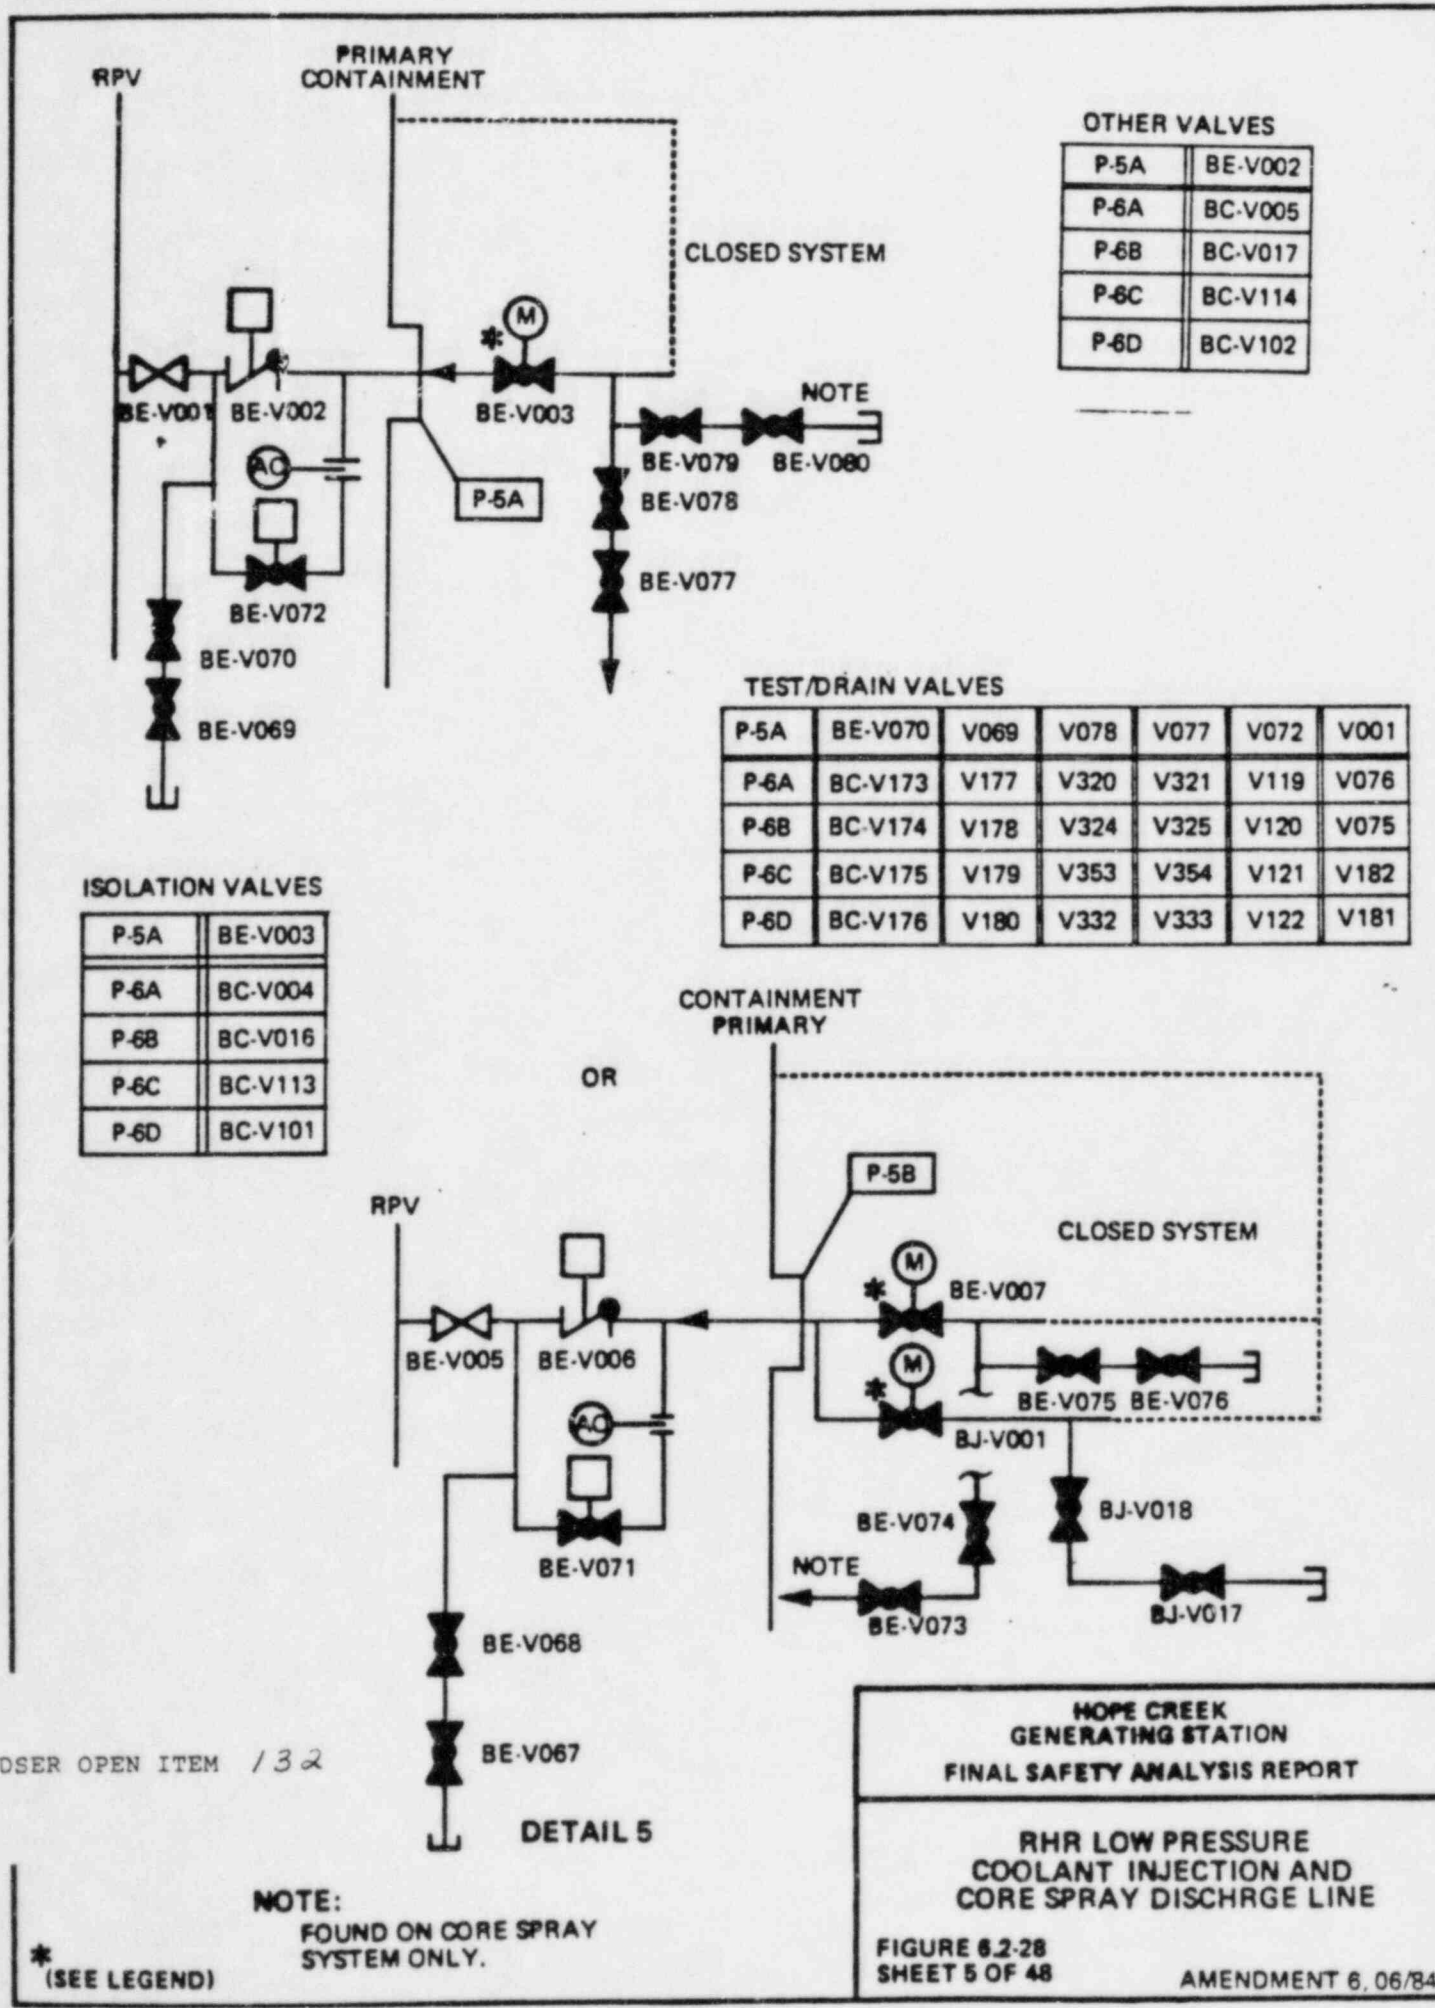 RPV
PRIMARY
CONTAINMENT
CLOSED SYSTEM
OTHER VALVES
P-5A BE-V002
P-6A BC-V005
P-6B BC-V017
P-6C BC-V114
P-6D BC-V102
M
*
BE-V001 BE-V002
BE-V003
NOTE
BE-V079 BE-V080
AO
P-5A
BE-V078
BE-V077
BE-V072
BE-V070
BE-V069
TEST/DRAIN VALVES
P-5A BE-V070 V069 V078 V077 V072 V001
P-6A BC-V173 V177 V320 V321 V119 V076
P-6B BC-V174 V178 V324 V325 V120 V075
P-6C BC-V175 V179 V353 V354 V121 V182
P-6D BC-V176 V180 V332 V333 V122 V181
ISOLATION VALVES
P-5A BE-V003
P-6A BC-V004
P-6B BC-V016
P-6C BC-V113
P-6D BC-V101
OR
CONTAINMENT
PRIMARY
P-5B
RPV
CLOSED SYSTEM
M
*
BE-V007
BE-V005 BE-V006
M
*
BE-V075 BE-V076
AO
BJ-V001
BE-V074
BJ-V018
BE-V071
NOTE
BE-V073
BJ-V017
BE-V068
BE-V067
DSER OPEN ITEM 132
DETAIL 5
NOTE:
FOUND ON CORE SPRAY
SYSTEM ONLY.
*
(SEE LEGEND)
HOPE CREEK
GENERATING STATION
FINAL SAFETY ANALYSIS REPORT
RHR LOW PRESSURE
COOLANT INJECTION AND
CORE SPRAY DISCHRGE LINE
FIGURE 6.2-28
SHEET 5 OF 48
AMENDMENT 6, 06/84